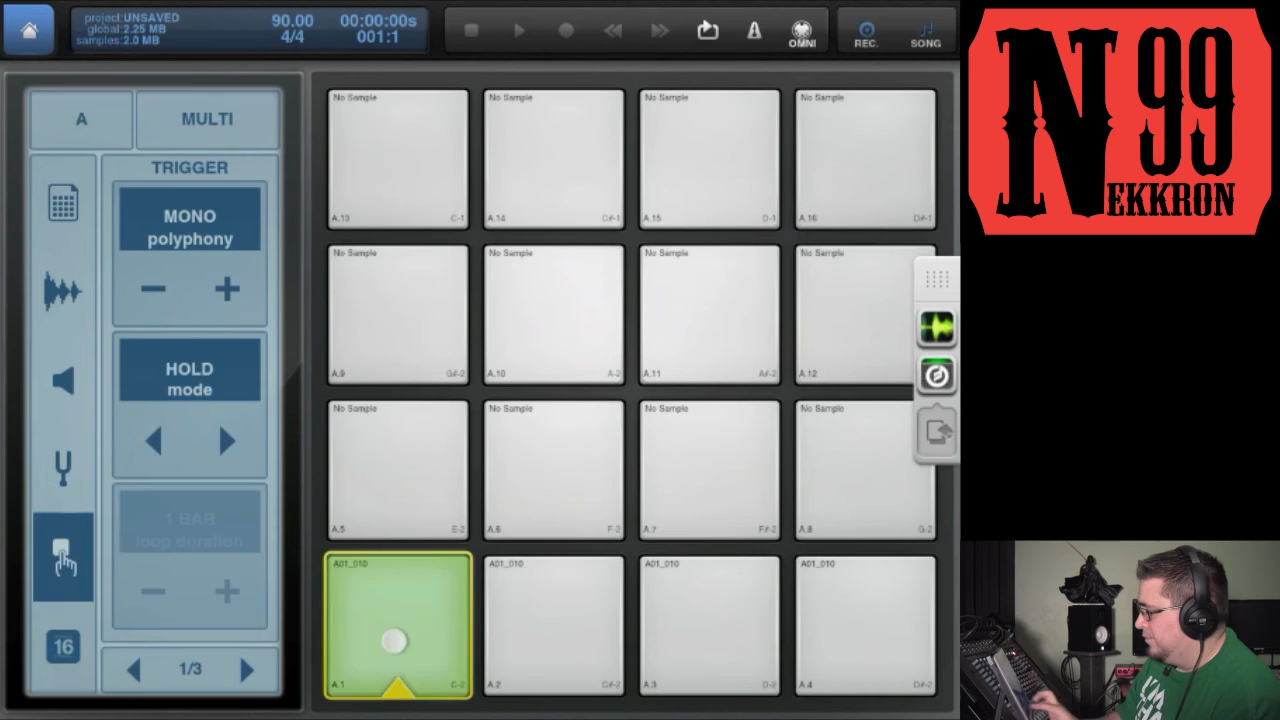 project: UNSAVED
global: 2.25 MB
samples: 2.0 MB
90.00
4/4
00:00:00s
001:1
OMNI
REC.
SONG
N 99
NEKKRON
A
MULTI
TRIGGER
MONO
polyphony
HOLD
mode
1 BAR
loop duration
16
1/3
No Sample
A.13
C-1
No Sample
A.14
C#-1
No Sample
A.15
D-1
No Sample
A.16
D#-1
No Sample
A.9
G#-2
No Sample
A.10
A-2
No Sample
A.11
A#-2
No Sample
A.12
No Sample
A.5
E-2
No Sample
A.6
F-2
No Sample
A.7
F#-2
No Sample
A.8
G-2
A01_010
A.1
C-2
A01_010
A.2
C#-2
A01_010
A.3
D-2
A01_010
A.4
D#-2